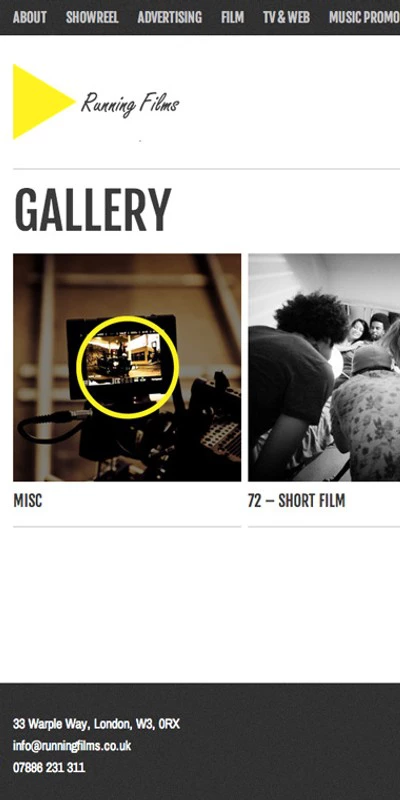 ABOUT SHOWREEL ADVERTISING FILM TV & WEB MUSIC PROMO
Running Films
GALLERY
MISC
72 – SHORT FILM
33 Warple Way, London, W3, 0RX
info@runningfilms.co.uk
07886 231 311